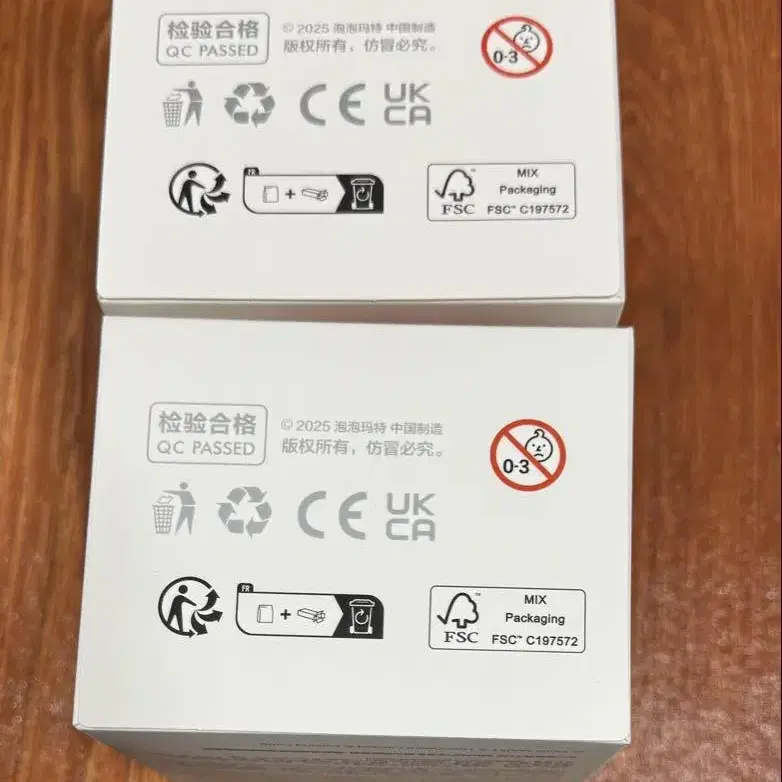 检验合格
QC PASSED
© 2025 泡泡玛特 中国制造
版权所有，仿冒必究。
0-3
CE
UK
CA
FR
MIX
Packaging
FSC™ C197572
FSC
检验合格
QC PASSED
© 2025 泡泡玛特 中国制造
版权所有，仿冒必究。
0-3
CE
UK
CA
FR
MIX
Packaging
FSC™ C197572
FSC